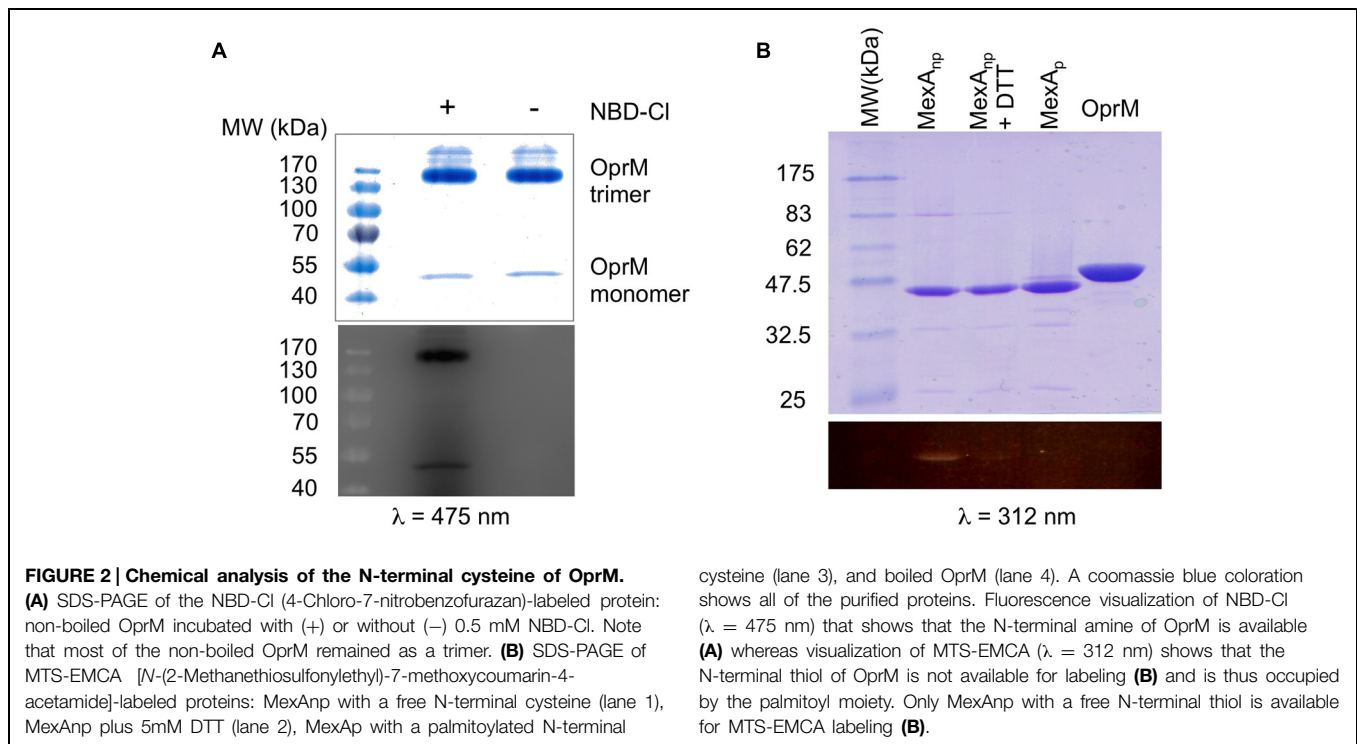 A
NBD-Cl
+ -
MW (kDa)
170
130
100
70
55
40
OprM
trimer
OprM
monomer
170
130
100
70
55
40
λ = 475 nm
B
MW(kDa)
MexAnp
MexAnp
+ DTT
MexAp
OprM
175
83
62
47.5
32.5
25
λ = 312 nm
FIGURE 2 | Chemical analysis of the N-terminal cysteine of OprM.
(A) SDS-PAGE of the NBD-Cl (4-Chloro-7-nitrobenzofurazan)-labeled protein:
non-boiled OprM incubated with (+) or without (−) 0.5 mM NBD-Cl. Note
that most of the non-boiled OprM remained as a trimer. (B) SDS-PAGE of
MTS-EMCA [N-(2-Methanethiosulfonylethyl)-7-methoxycoumarin-4-
acetamide]-labeled proteins: MexAnp with a free N-terminal cysteine (lane 1),
MexAnp plus 5mM DTT (lane 2), MexAp with a palmitoylated N-terminal
cysteine (lane 3), and boiled OprM (lane 4). A coomassie blue coloration
shows all of the purified proteins. Fluorescence visualization of NBD-Cl
(λ = 475 nm) that shows that the N-terminal amine of OprM is available
(A) whereas visualization of MTS-EMCA (λ = 312 nm) shows that the
N-terminal thiol of OprM is not available for labeling (B) and is thus occupied
by the palmitoyl moiety. Only MexAnp with a free N-terminal thiol is available
for MTS-EMCA labeling (B).